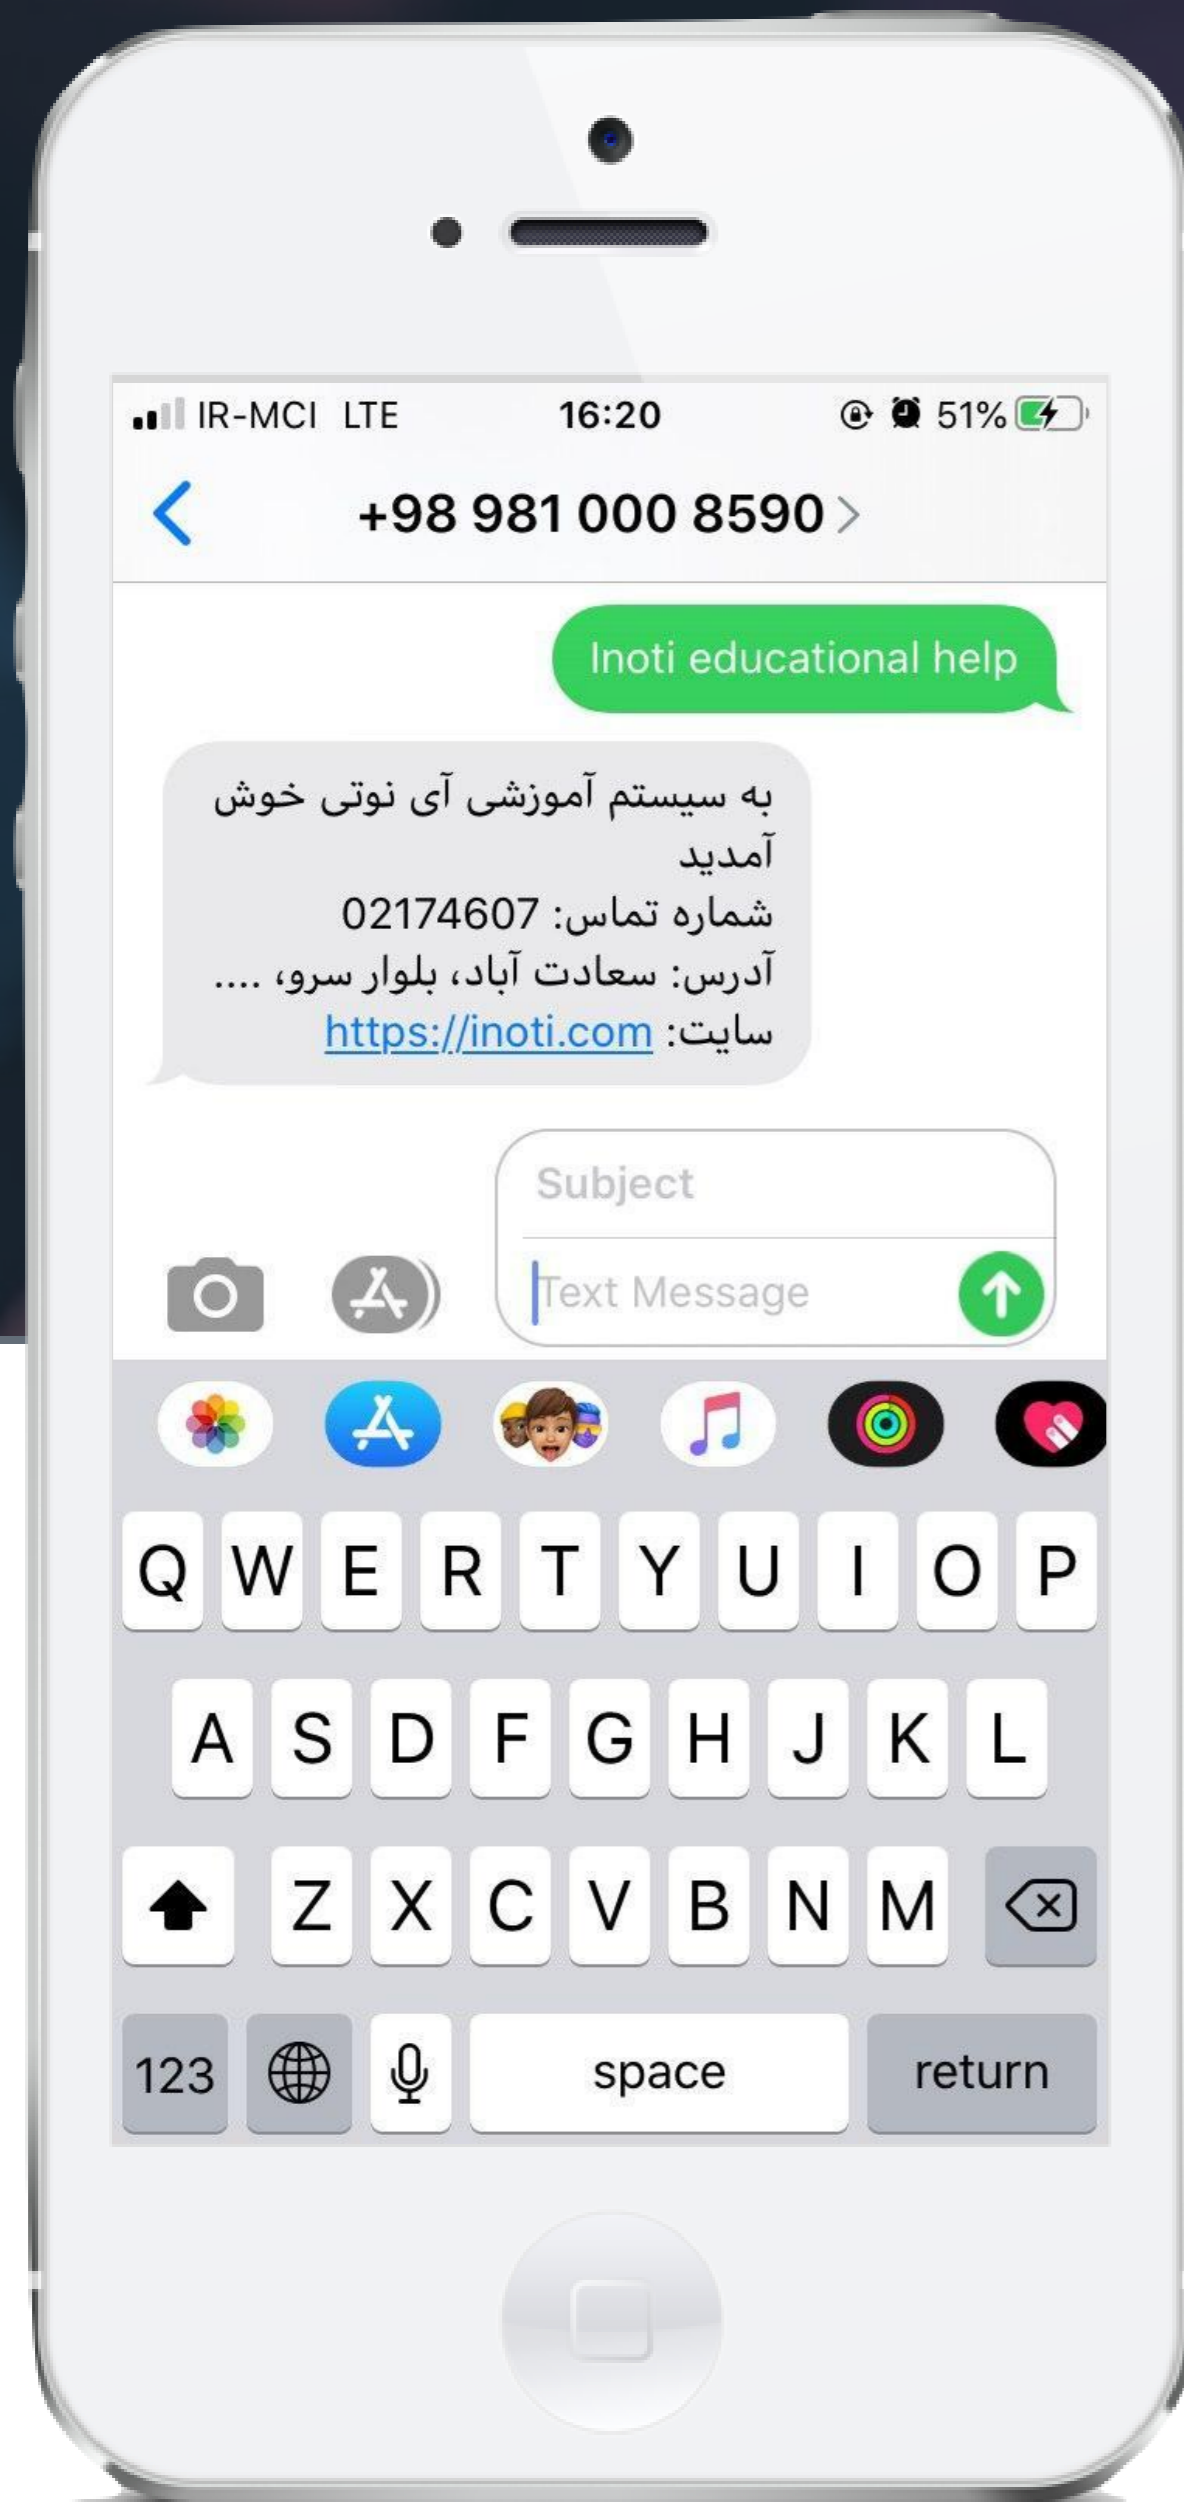 IR-MCI LTE 16:20 51%
+98 981 000 8590
Inoti educational help
به سیستم آموزشی آی نوتی خوش
آمدید
شماره تماس: 02174607
آدرس: سعادت آباد، بلوار سرو، ....
سایت: https://inoti.com
Subject
Text Message
Q W E R T Y U I O P
A S D F G H J K L
Z X C V B N M
123 space return